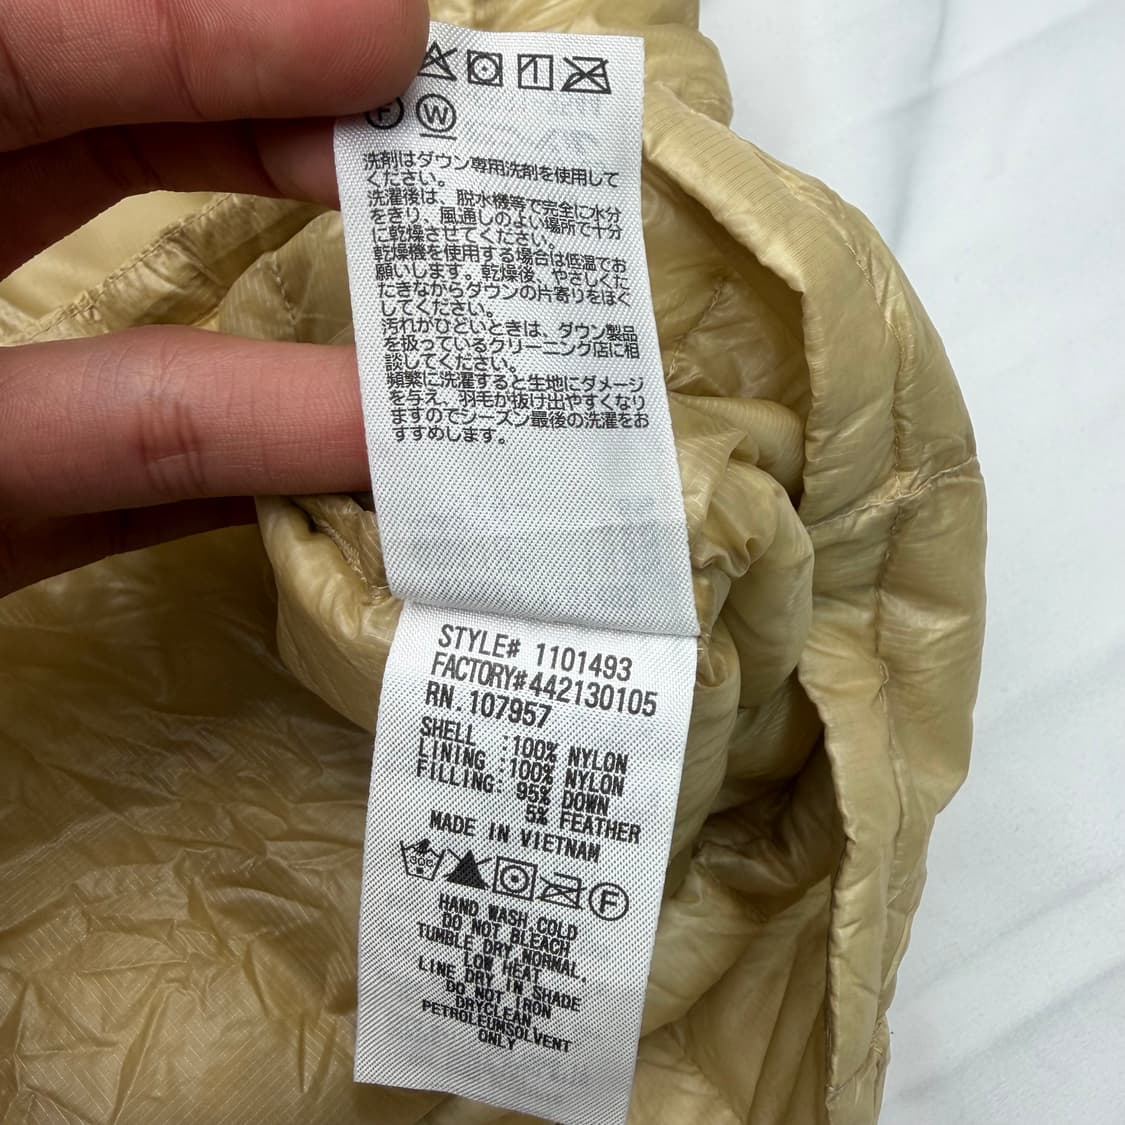 F W
洗剤はダウン専用洗剤を使用して
ください。
洗濯後は、脱水機等で完全に水分
をきり、風通しのよい場所で十分
に乾燥させてください。
乾燥機を使用する場合は低温でお
願いします。乾燥後、やさしくた
たきながらダウンの片寄りをほぐ
してください。
汚れがひどいときは、ダウン製品
を扱っているクリーニング店に相
談してください。
頻繁に洗濯すると生地にダメージ
を与え、羽毛が抜け出やすくなり
ますのでシーズン最後の洗濯をお
すすめします。
STYLE# 1101493
FACTORY#442130105
RN.107957
SHELL :100% NYLON
LINING :100% NYLON
FILLING: 95% DOWN
5% FEATHER
MADE IN VIETNAM
30C F
HAND WASH COLD
DO NOT BLEACH
TUMBLE DRY NORMAL,
LOW HEAT
LINE DRY IN SHADE
DO NOT IRON
DRYCLEAN
PETROLEUMSOLVENT
ONLY